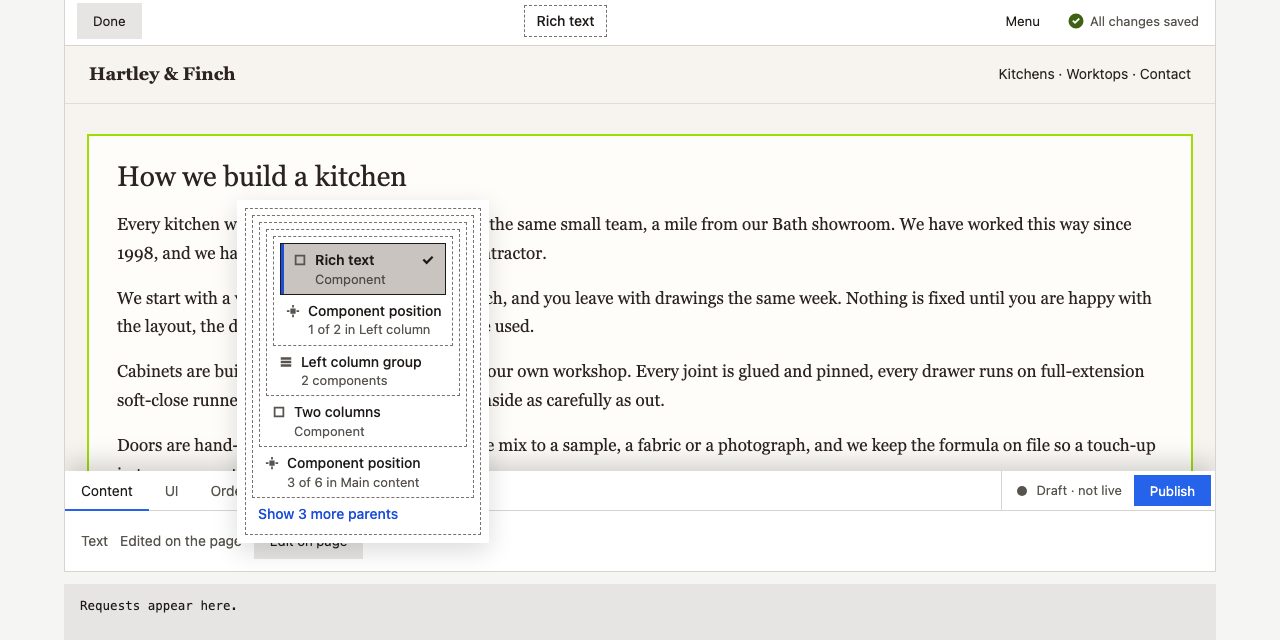 Done
Rich text
Menu
All changes saved
Hartley & Finch
Kitchens · Worktops · Contact
How we build a kitchen
Every kitchen w
the same small team, a mile from our Bath showroom. We have worked this way since
1998, and we ha
tractor.
We start with a
ch, and you leave with drawings the same week. Nothing is fixed until you are happy with
the layout, the d
used.
Cabinets are bui
our own workshop. Every joint is glued and pinned, every drawer runs on full-extension
soft-close runne
side as carefully as out.
Doors are hand-
mix to a sample, a fabric or a photograph, and we keep the formula on file so a touch-up
Rich text
Component
Component position
1 of 2 in Left column
Left column group
2 components
Two columns
Component
Component position
3 of 6 in Main content
Show 3 more parents
Content
UI
Orde
Draft · not live
Publish
Text
Edited on the page
Edit on page
Requests appear here.